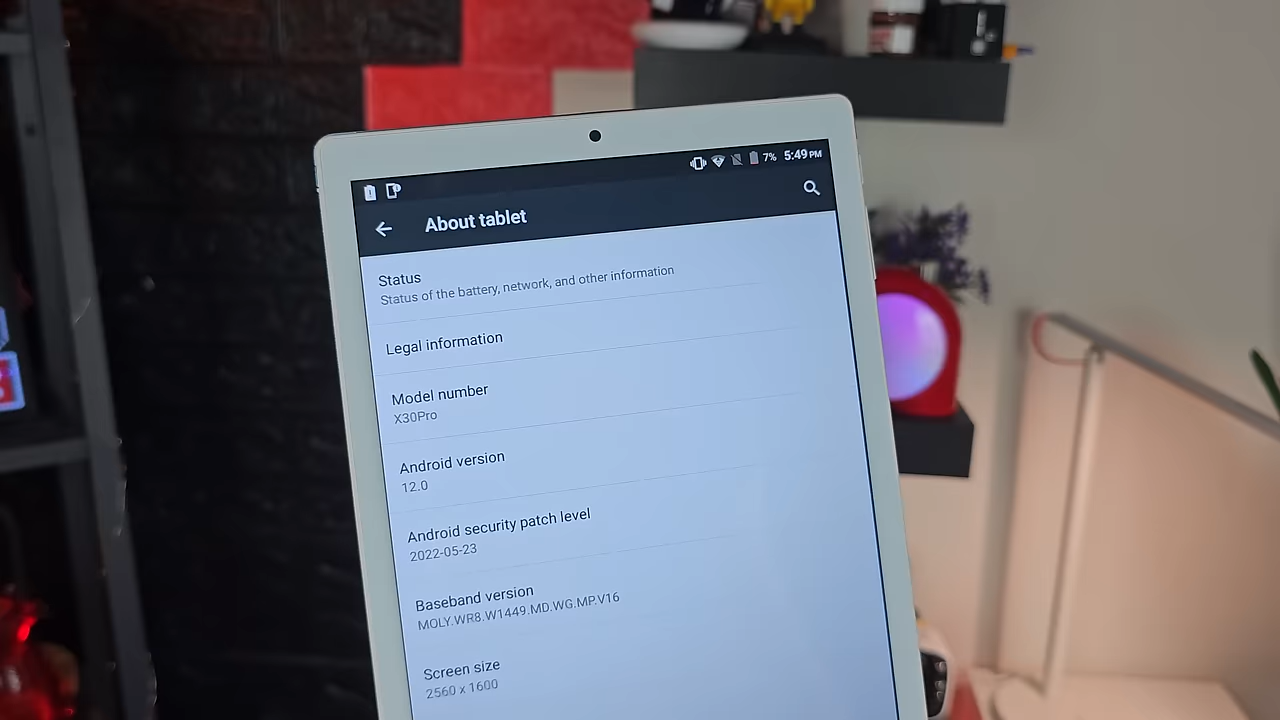 7% 5:49 PM
About tablet
Status
Status of the battery, network, and other information
Legal information
Model number
X30Pro
Android version
12.0
Android security patch level
2022-05-23
Baseband version
MOLY.WR8.W1449.MD.WG.MP.V16
Screen size
2560 x 1600